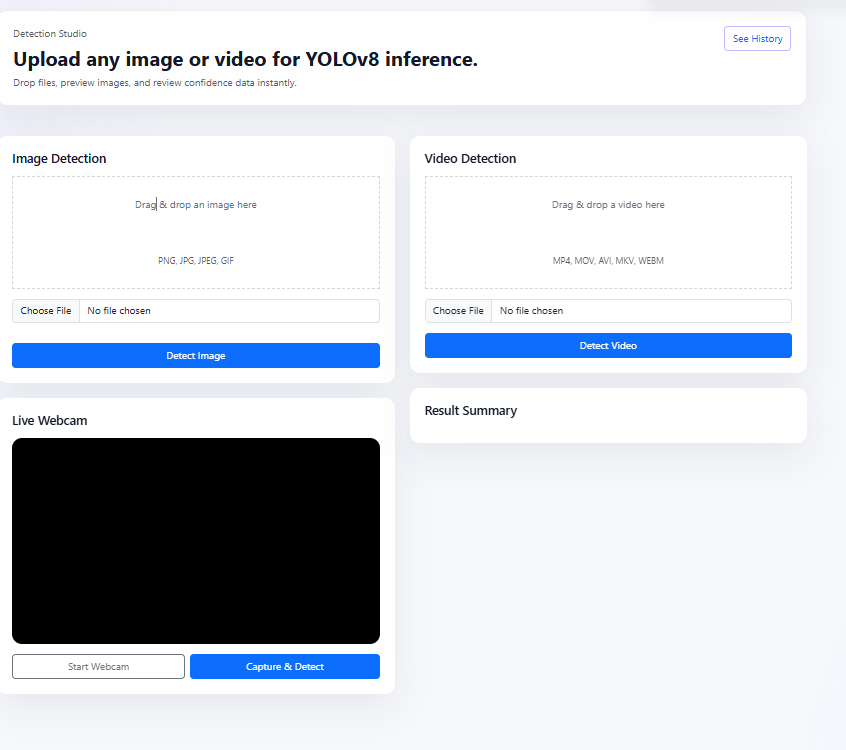 Detection Studio
See History
Upload any image or video for YOLOv8 inference.
Drop files, preview images, and review confidence data instantly.
Image Detection
Drag & drop an image here
PNG, JPG, JPEG, GIF
Choose File No file chosen
Detect Image
Video Detection
Drag & drop a video here
MP4, MOV, AVI, MKV, WEBM
Choose File No file chosen
Detect Video
Live Webcam
Start Webcam
Capture & Detect
Result Summary